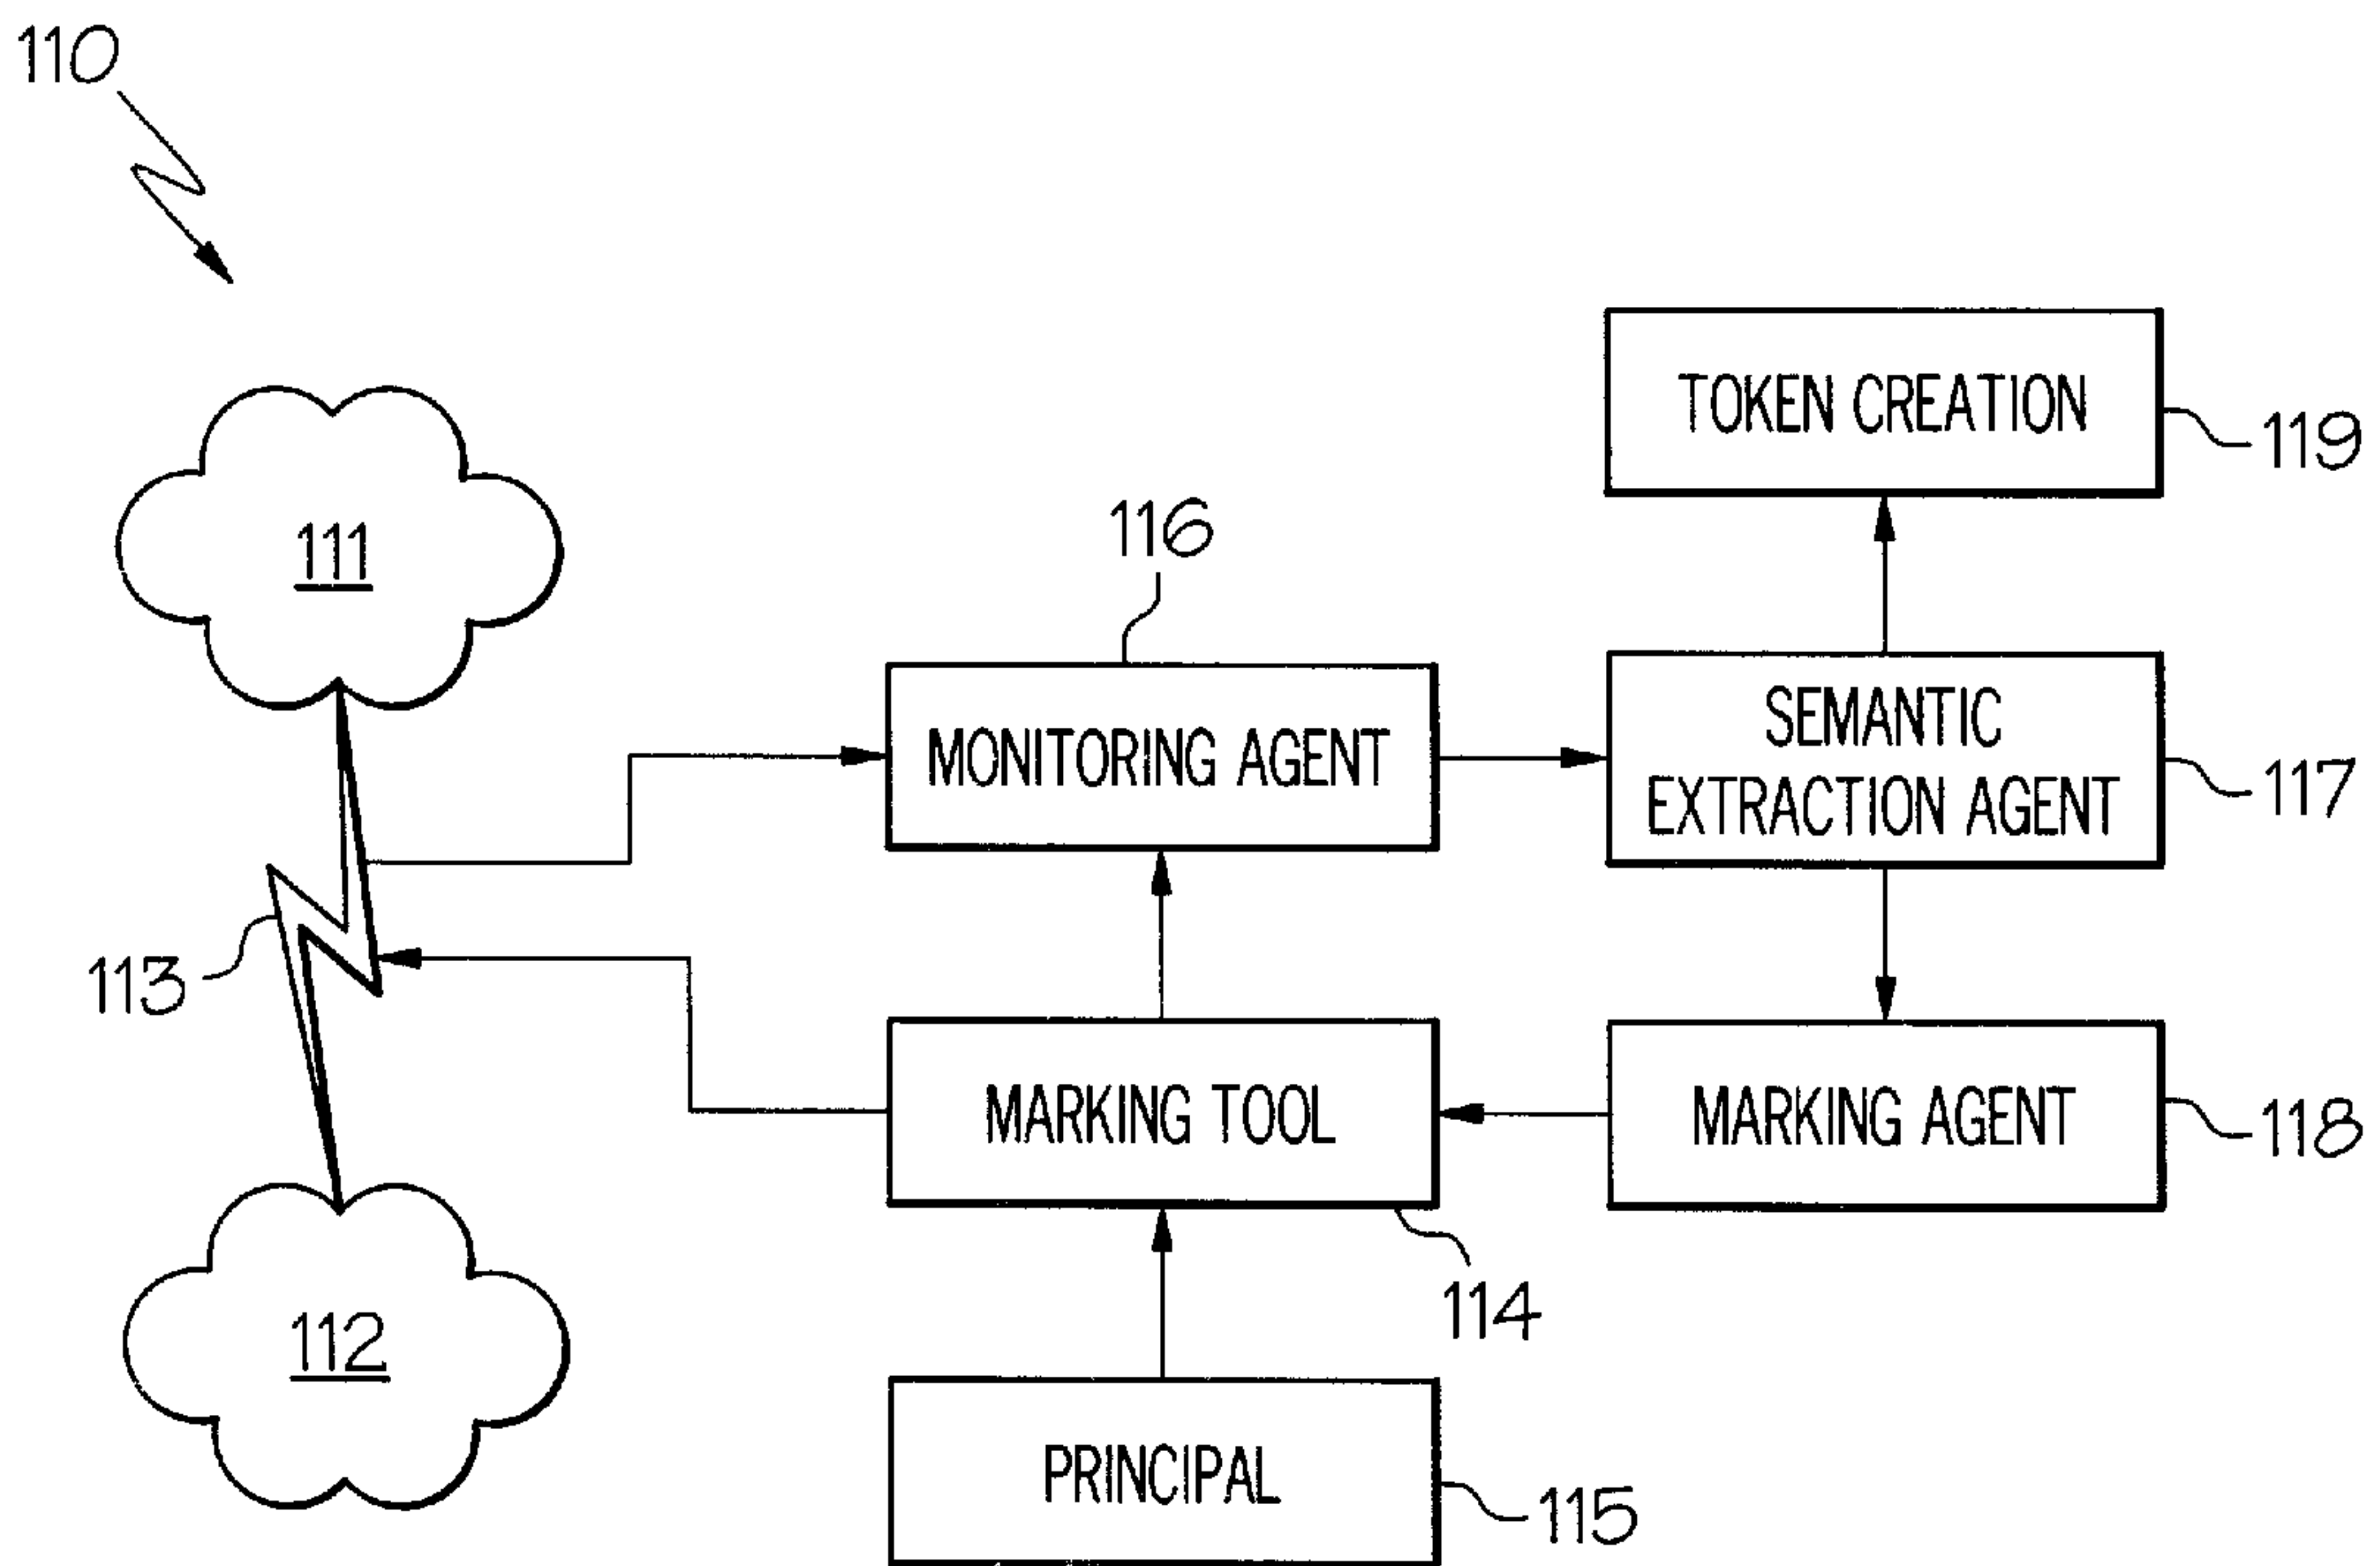 110
TOKEN CREATION
119
111
116
SEMANTIC
EXTRACTION AGENT
117
MONITORING AGENT
113
MARKING TOOL
MARKING AGENT
118
114
112
PRINCIPAL
115